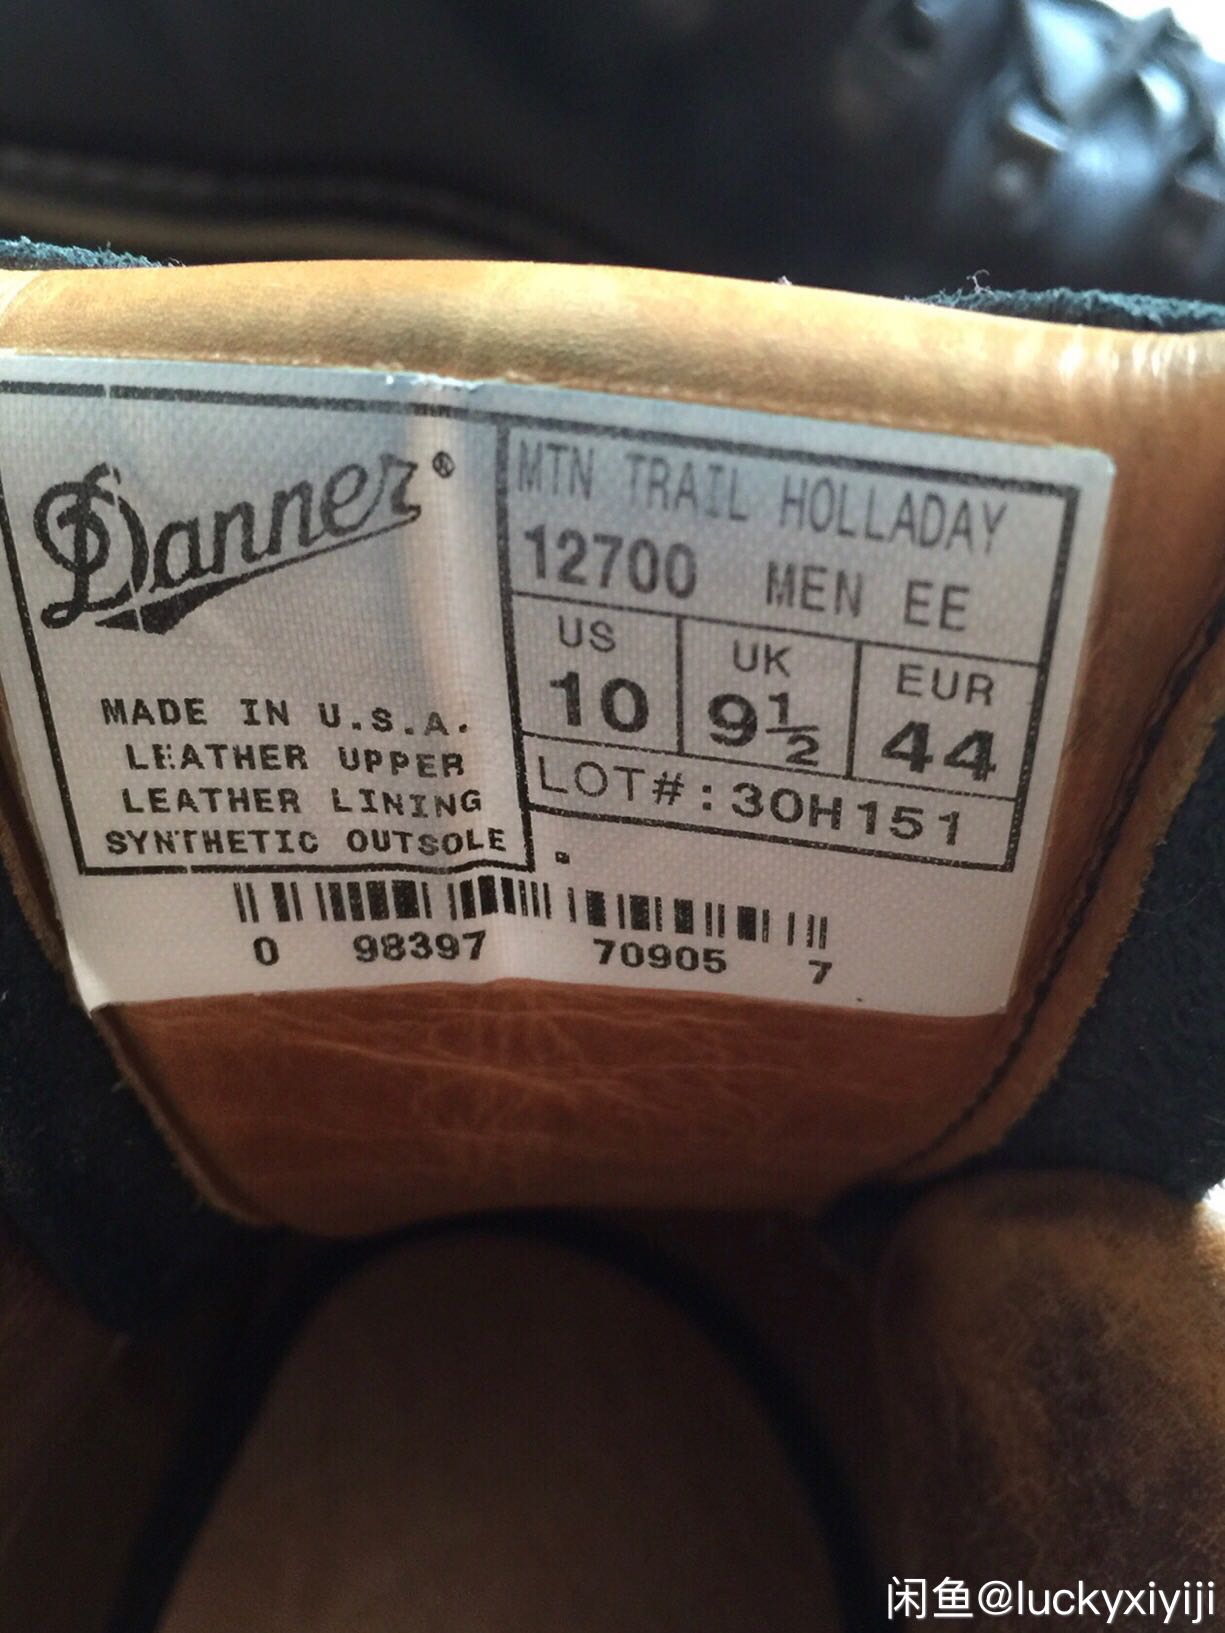 Danner®
MADE IN U.S.A.
LEATHER UPPER
LEATHER LINING
SYNTHETIC OUTSOLE
MTN TRAIL HOLLADAY
12700 MEN EE
US UK EUR
10 9½ 44
LOT#:30H151
0 98397 70905 7
闲鱼@luckyxiyiji